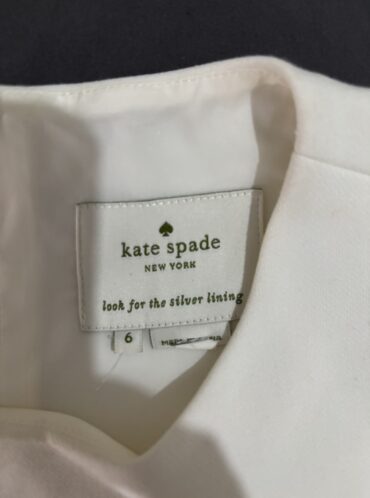 kate spade
NEW YORK
look for the silver lining
6